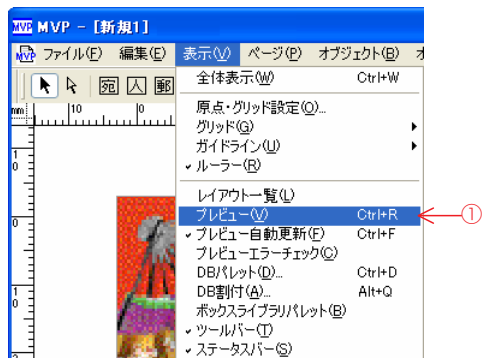 MVP MVP - [新規1]
MVP ファイル(F) 編集(E) 表示(V) ページ(P) オブジェクト(B) オ
宛 人 郵
mm 10 0
全体表示(W) Ctrl+W
原点・グリッド設定(O)...
グリッド(G)
ガイドライン(U)
✓ ルーラー(R)
レイアウト一覧(L)
プレビュー(V) Ctrl+R ①
✓ プレビュー自動更新(F) Ctrl+F
プレビューエラーチェック(C)
DBパレット(D)... Ctrl+D
DB割付(A)... Alt+Q
ボックスライブラリパレット(B)
✓ ツールバー(T)
✓ ステータスバー(S)
10
0
10
2